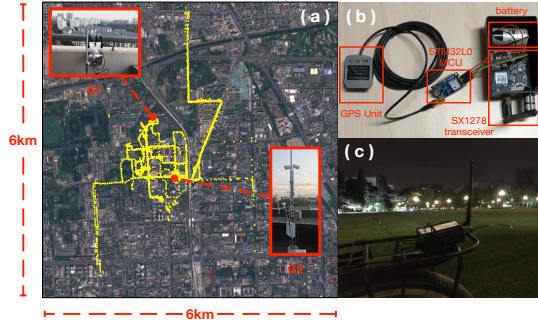 ( a )
G1
6km
G2
6km
( b )
battery
STM32L0
MCU
GPS Unit
SX1278
transceiver
( c )